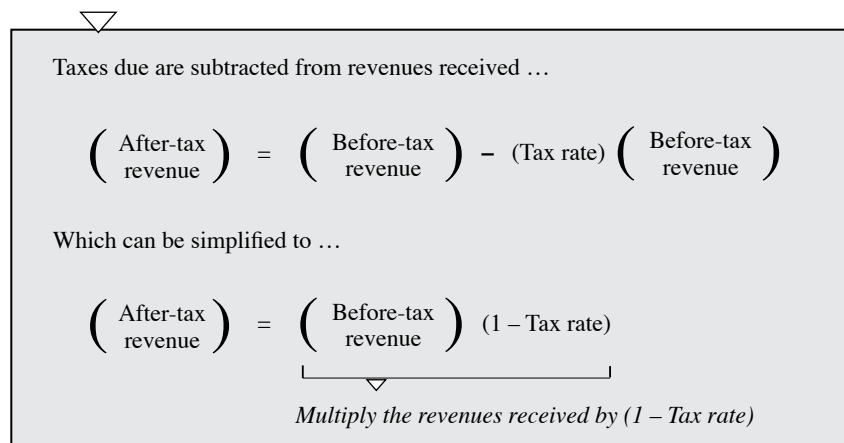 Taxes due are subtracted from revenues received …
( After-tax revenue ) = ( Before-tax revenue ) – (Tax rate) ( Before-tax revenue )
Which can be simplified to …
( After-tax revenue ) = ( Before-tax revenue ) (1 – Tax rate)
Multiply the revenues received by (1 – Tax rate)